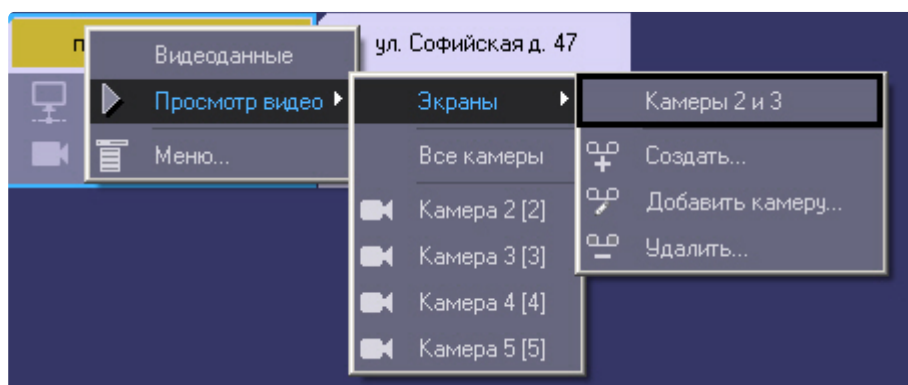 п
ул. Софийская д. 47
Видеоданные
Просмотр видео
Меню...
Экраны
Все камеры
Камера 2 [2]
Камера 3 [3]
Камера 4 [4]
Камера 5 [5]
Камеры 2 и 3
Создать...
Добавить камеру...
Удалить...